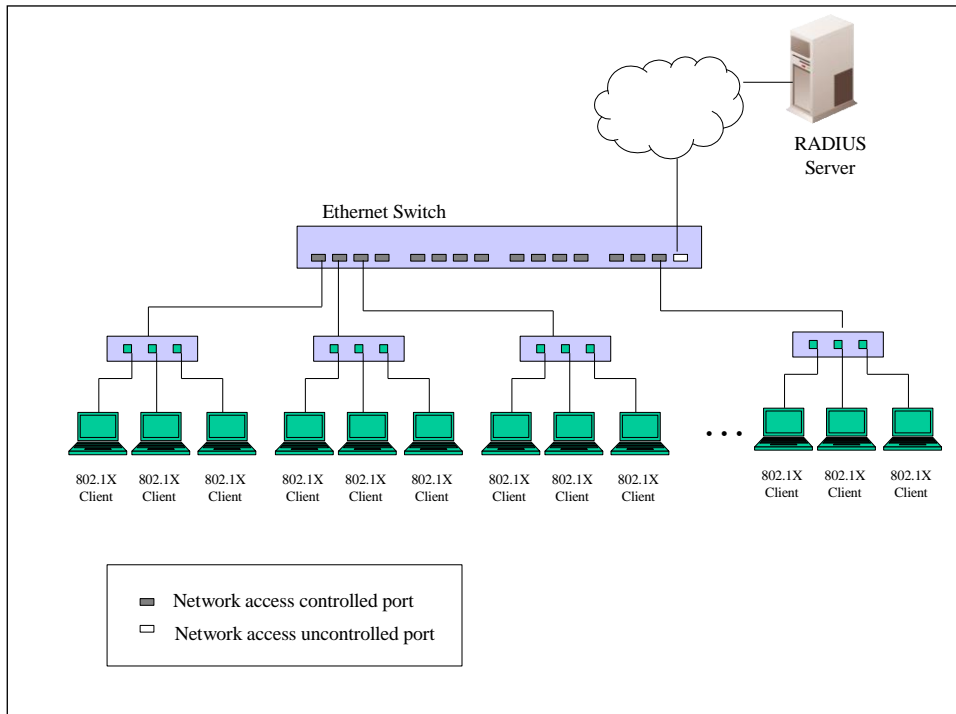 RADIUS
Server
Ethernet Switch
802.1X
Client
802.1X
Client
802.1X
Client
802.1X
Client
802.1X
Client
802.1X
Client
802.1X
Client
802.1X
Client
802.1X
Client
802.1X
Client
802.1X
Client
802.1X
Client
Network access controlled port
Network access uncontrolled port